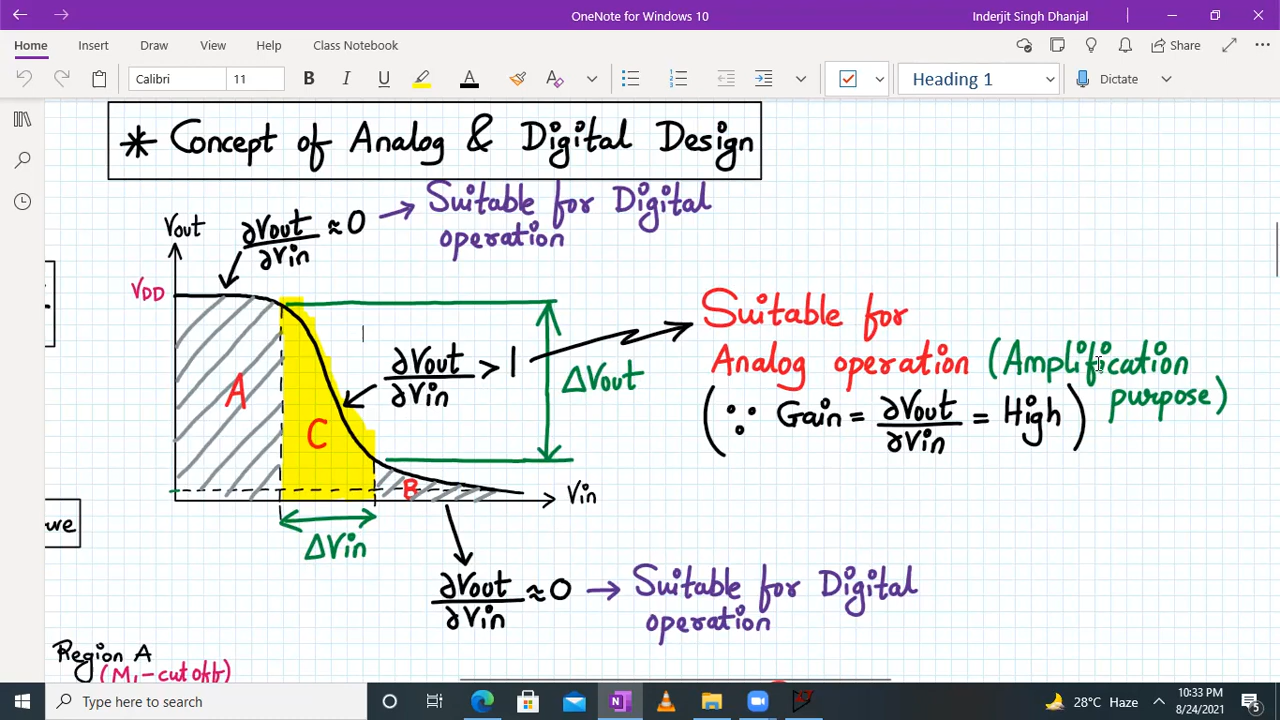 OneNote for Windows 10
Inderjit Singh Dhanjal
Home Insert Draw View Help Class Notebook
Share
Calibri 11 B I U A Heading 1 Dictate
* Concept of Analog & Digital Design
Vout
∂Vout/∂Vin ≈ 0 → Suitable for Digital
operation
VDD
Suitable for
Analog operation (Amplification
purpose)
∂Vout/∂Vin > 1
ΔVout
(∵ Gain = ∂Vout/∂Vin = High)
A
C
B
Vin
ΔVin
∂Vout/∂Vin ≈ 0 → Suitable for Digital
operation
Region A
(M₁-cutoff)
Type here to search
28°C Haze
10:33 PM
8/24/2021
5